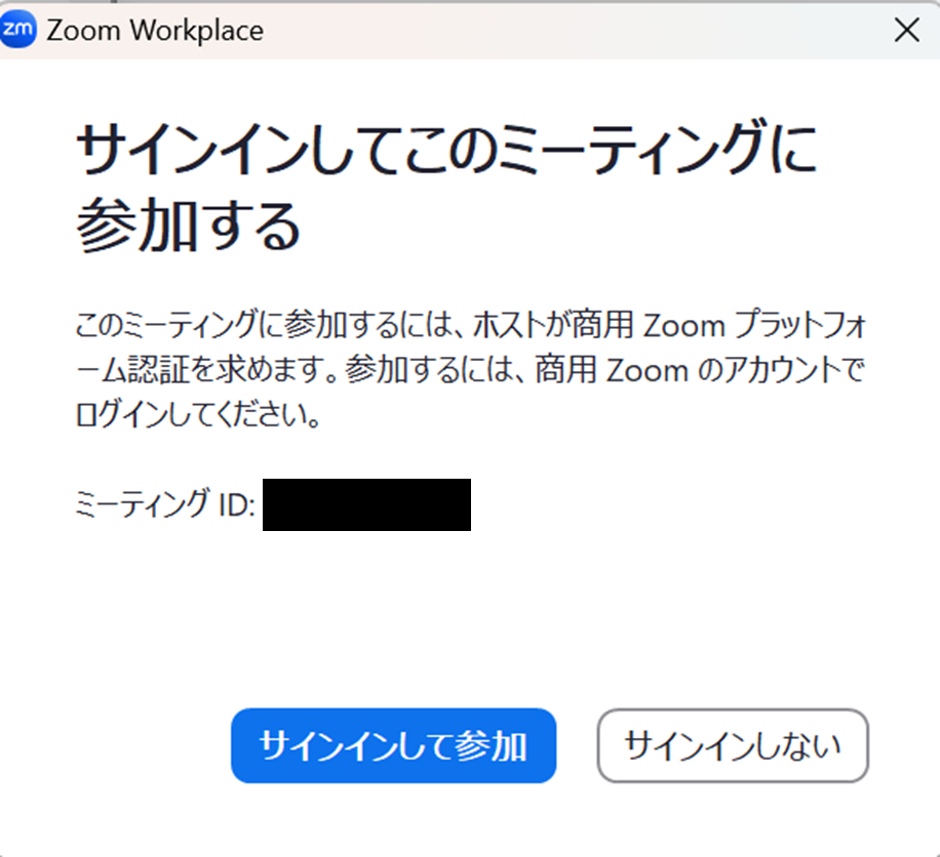 zm Zoom Workplace
サインインしてこのミーティングに
参加する
このミーティングに参加するには、ホストが商用 Zoom プラットフォ
ーム認証を求めます。参加するには、商用 Zoom のアカウントで
ログインしてください。
ミーティング ID:
サインインして参加 サインインしない